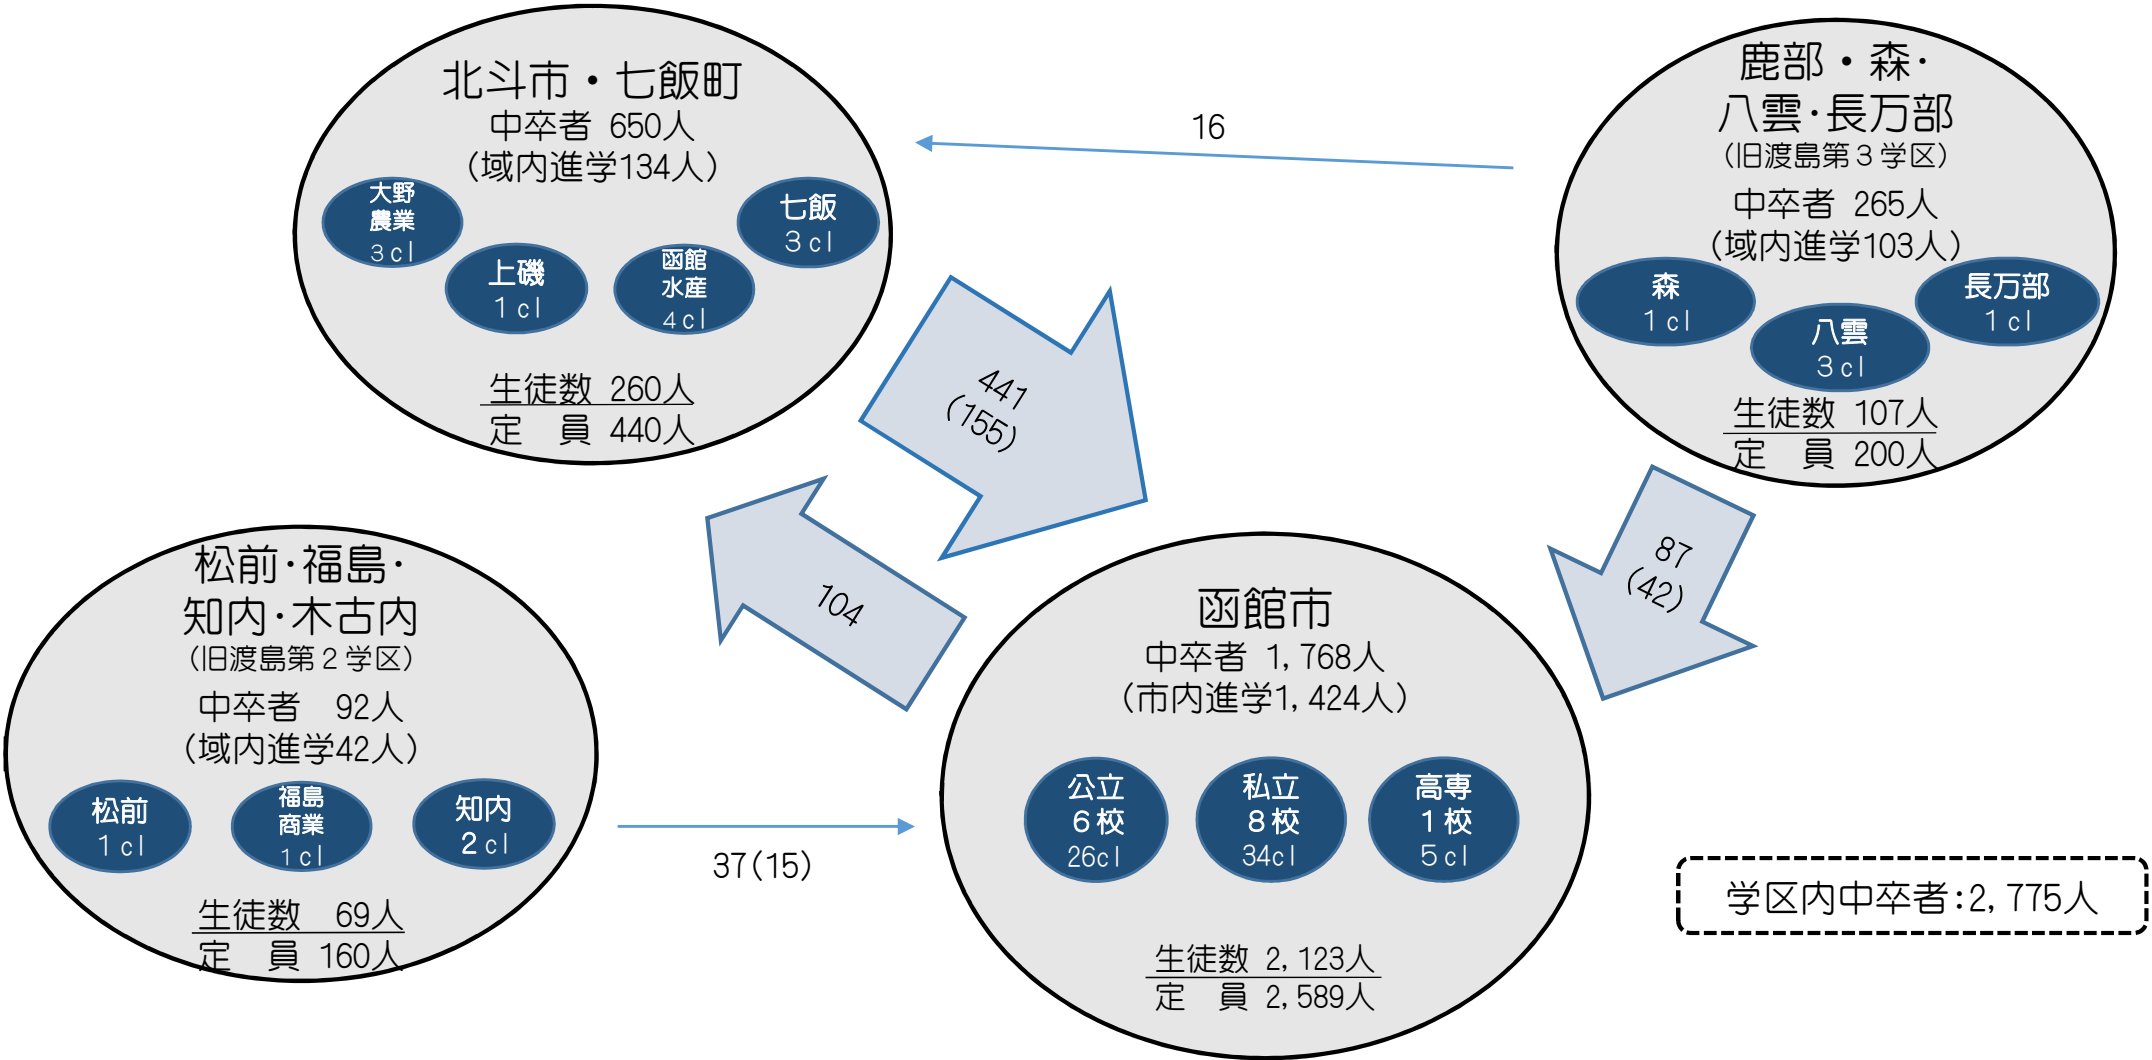 北斗市・七飯町
中卒者 650人
(域内進学134人)
大野
農業
3cl
上磯
1cl
函館
水産
4cl
七飯
3cl
生徒数 260人
定　員 440人
16
鹿部・森・
八雲・長万部
(旧渡島第3学区)
中卒者 265人
(域内進学103人)
森
1cl
八雲
3cl
長万部
1cl
生徒数 107人
定　員 200人
441
(155)
104
87
(42)
松前・福島・
知内・木古内
(旧渡島第2学区)
中卒者　92人
(域内進学42人)
松前
1cl
福島
商業
1cl
知内
2cl
生徒数　69人
定　員 160人
37(15)
函館市
中卒者 1,768人
(市内進学1,424人)
公立
6校
26cl
私立
8校
34cl
高専
1校
5cl
生徒数 2,123人
定　員 2,589人
学区内中卒者:2,775人